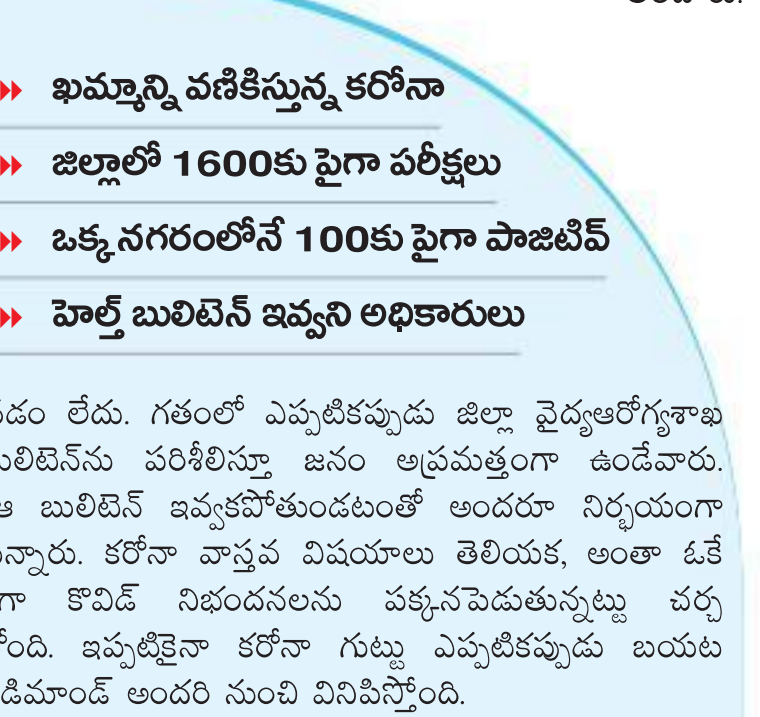 ఖమ్మాన్ని వణికిస్తున్న కరోనా
జిల్లాలో 1600కు పైగా పరీక్షలు
ఒక్క నగరంలోనే 100కు పైగా పాజిటివ్
హెల్త్ బులిటెన్ ఇవ్వని అధికారులు
లేదు. గతంలో ఎప్పటికప్పుడు జిల్లా వైద్యఆరోగ్యశాఖ
పరిశీలిస్తూ జనం అప్రమత్తంగా ఉండేవారు.
ఆ బులిటెన్ ఇవ్వకపోతుండటంతో అందరూ నిర్భయంగా
కరోనా వాస్తవ విషయాలు తెలియక, అంతా ఓకే
కొవిడ్ నిభందనలను పక్కనపెడుతున్నట్టు చర్చ
ఇప్పటికైనా కరోనా గుట్టు ఎప్పటికప్పుడు బయట
డిమాండ్ అందరి నుంచి వినిపిస్తోంది.